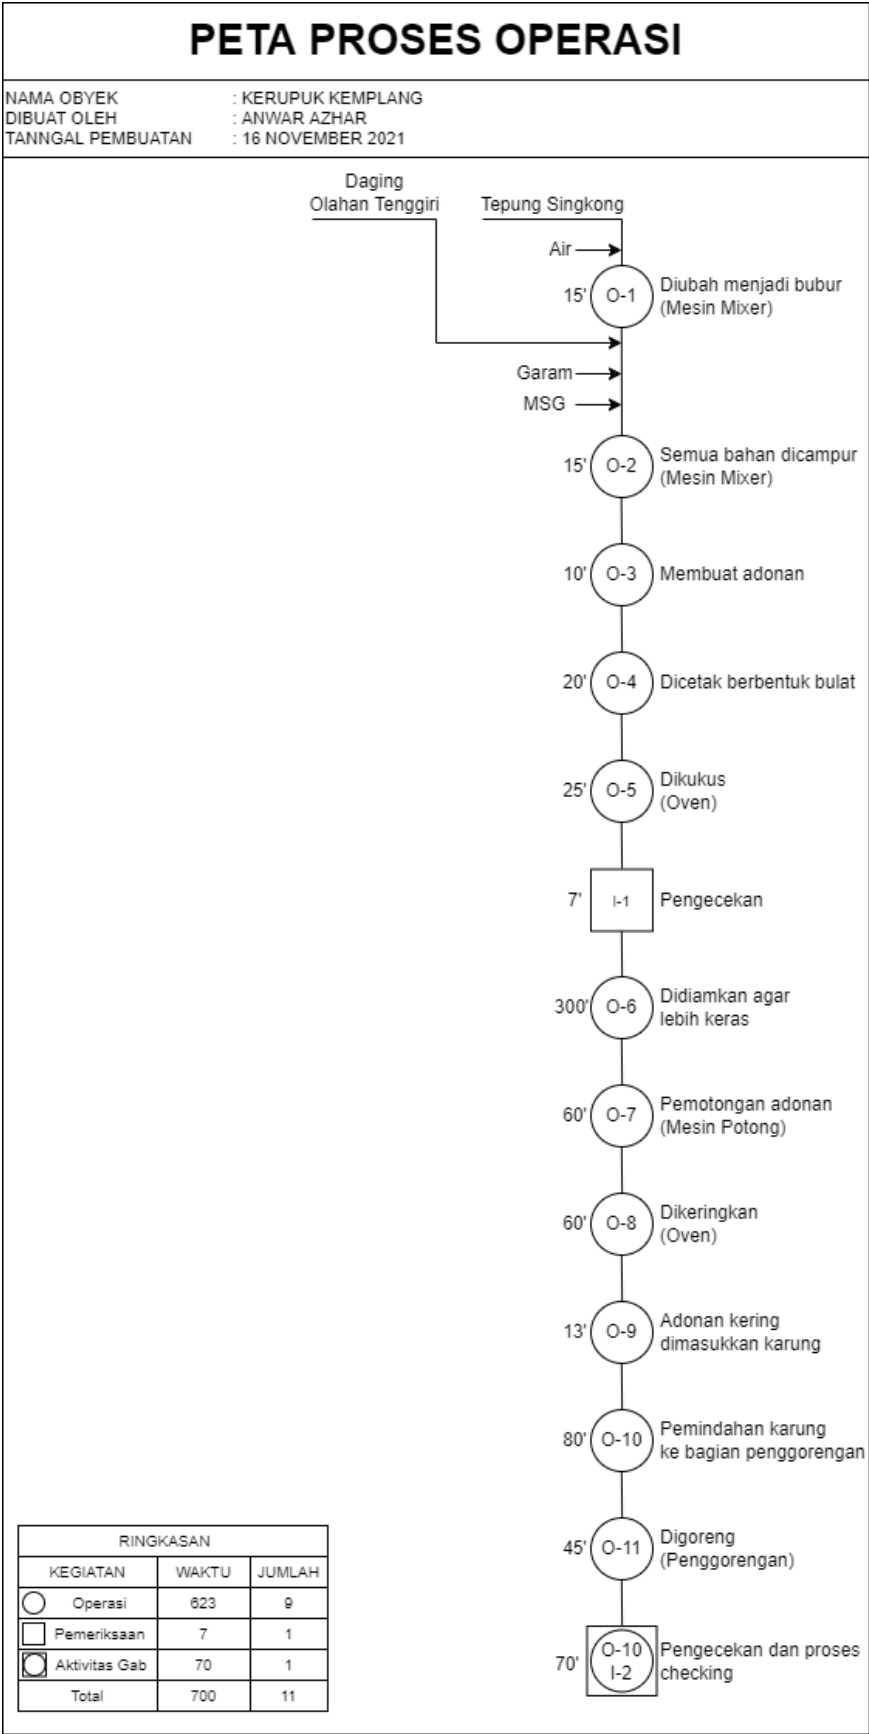 PETA PROSES OPERASI
NAMA OBYEK : KERUPUK KEMPLANG
DIBUAT OLEH : ANWAR AZHAR
TANNGAL PEMBUATAN : 16 NOVEMBER 2021
Daging
Olahan Tenggiri
Tepung Singkong
Air
15' O-1 Diubah menjadi bubur
(Mesin Mixer)
Garam
MSG
15' O-2 Semua bahan dicampur
(Mesin Mixer)
10' O-3 Membuat adonan
20' O-4 Dicetak berbentuk bulat
25' O-5 Dikukus
(Oven)
7' I-1 Pengecekan
300' O-6 Didiamkan agar
lebih keras
60' O-7 Pemotongan adonan
(Mesin Potong)
60' O-8 Dikeringkan
(Oven)
13' O-9 Adonan kering
dimasukkan karung
80' O-10 Pemindahan karung
ke bagian penggorengan
45' O-11 Digoreng
(Penggorengan)
70' O-10 Pengecekan dan proses
I-2 checking
RINGKASAN
KEGIATAN WAKTU JUMLAH
Operasi 623 9
Pemeriksaan 7 1
Aktivitas Gab 70 1
Total 700 11